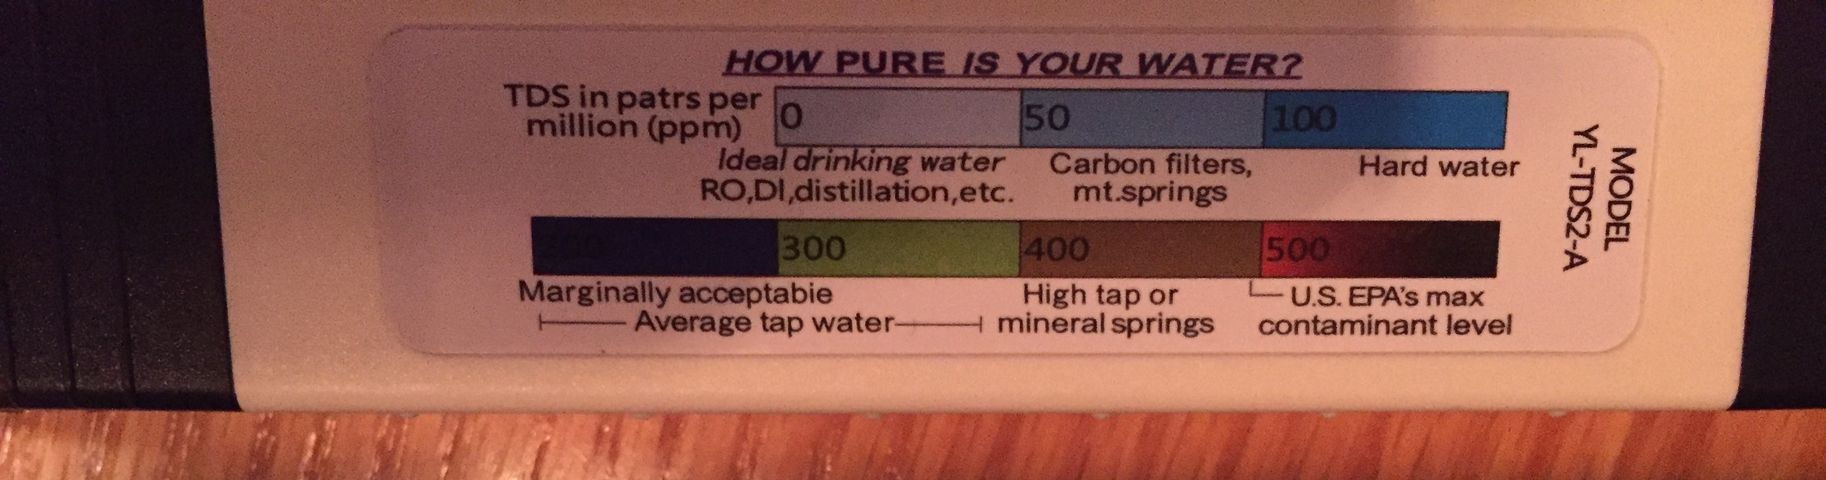 HOW PURE IS YOUR WATER?
TDS in patrs per
million (ppm)
0 50 100
Ideal drinking water
RO,DI,distillation,etc.
Carbon filters,
mt.springs
Hard water
200 300 400 500
Marginally acceptabie
Average tap water
High tap or
mineral springs
U.S. EPA's max
contaminant level
MODEL
YL-TDS2-A